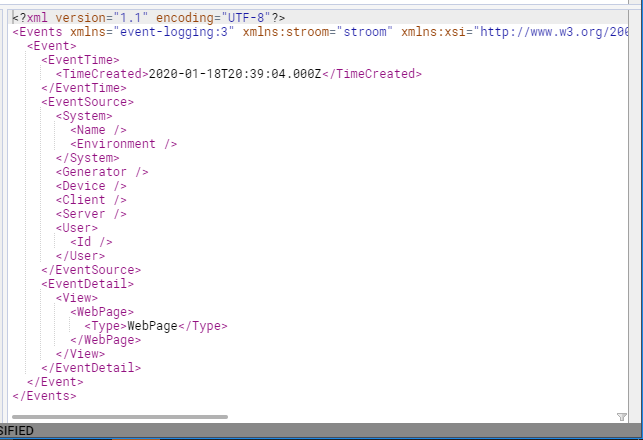 <?xml version="1.1" encoding="UTF-8"?>
<Events xmlns="event-logging:3" xmlns:stroom="stroom" xmlns:xsi="http://www.w3.org/200
<Event>
<EventTime>
<TimeCreated>2020-01-18T20:39:04.000Z</TimeCreated>
</EventTime>
<EventSource>
<System>
<Name />
<Environment />
</System>
<Generator />
<Device />
<Client />
<Server />
<User>
<Id />
</User>
</EventSource>
<EventDetail>
<View>
<WebPage>
<Type>WebPage</Type>
</WebPage>
</View>
</EventDetail>
</Event>
</Events>
SIFIED